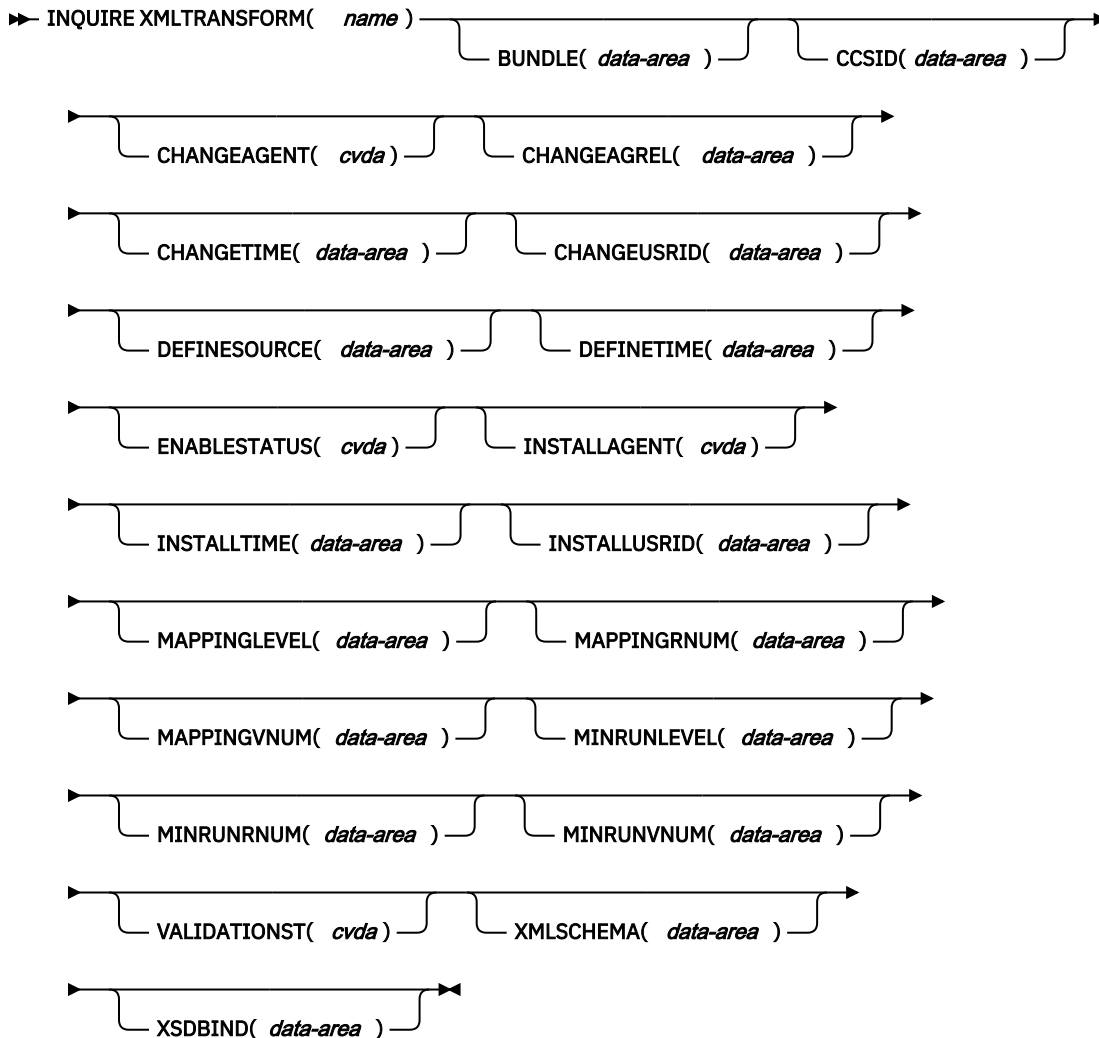 INQUIRE XMLTRANSFORM( name )
BUNDLE( data-area ) CCSID( data-area )
CHANGEAGENT( cvda ) CHANGEAGREL( data-area )
CHANGETIME( data-area ) CHANGEUSRID( data-area )
DEFINESOURCE( data-area ) DEFINETIME( data-area )
ENABLESTATUS( cvda ) INSTALLAGENT( cvda )
INSTALLTIME( data-area ) INSTALLUSRID( data-area )
MAPPINGLEVEL( data-area ) MAPPINGRNUM( data-area )
MAPPINGVNUM( data-area ) MINRUNLEVEL( data-area )
MINRUNRNUM( data-area ) MINRUNVNUM( data-area )
VALIDATIONST( cvda ) XMLSCHEMA( data-area )
XSDBIND( data-area )